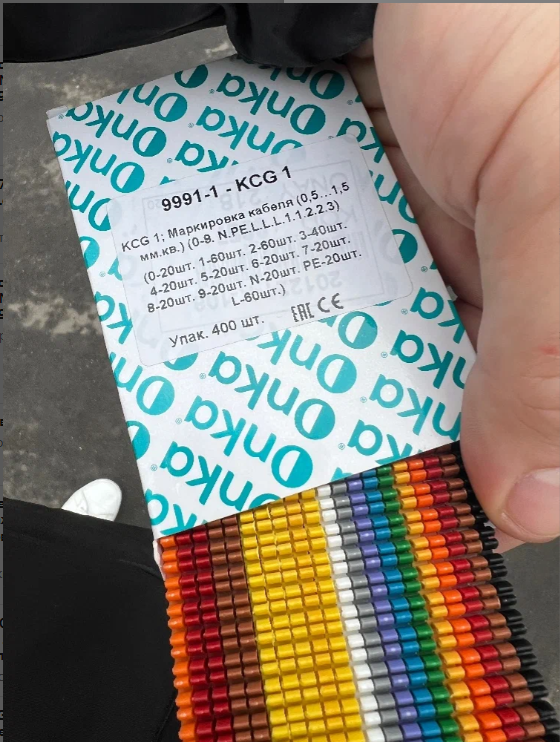 Onka
9991-1 - KCG 1
KCG 1; Маркировка кабеля (0,5...1,5
мм.кв.) (0-9. N.PE.L.L.L.1.1.2.2.3)
(0-20шт. 1-60шт. 2-60шт. 3-40шт.
4-20шт. 5-20шт. 6-20шт. 7-20шт.
8-20шт. 9-20шт. N-20шт. PE-20шт.
L-60шт.)
Упак. 400 шт.
EAC CE